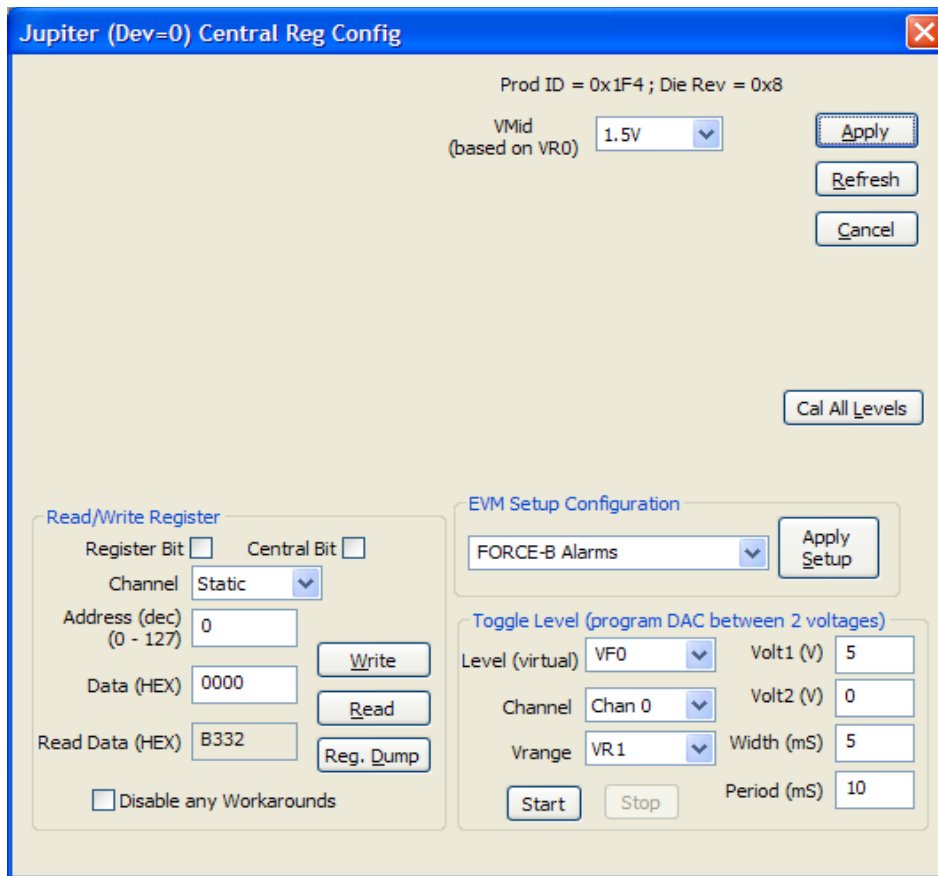 Jupiter (Dev=0) Central Reg Config
Prod ID = 0x1F4 ; Die Rev = 0x8
VMid
(based on VR0)
1.5V
Apply
Refresh
Cancel
Cal All Levels
Read/Write Register
Register Bit
Central Bit
Channel
Static
Address (dec)
(0 - 127)
0
Data (HEX)
0000
Read Data (HEX)
B332
Write
Read
Reg. Dump
Disable any Workarounds
EVM Setup Configuration
FORCE-B Alarms
Apply
Setup
Toggle Level (program DAC between 2 voltages)
Level (virtual)
VF0
Channel
Chan 0
Vrange
VR1
Start
Stop
Volt1 (V)
5
Volt2 (V)
0
Width (mS)
5
Period (mS)
10